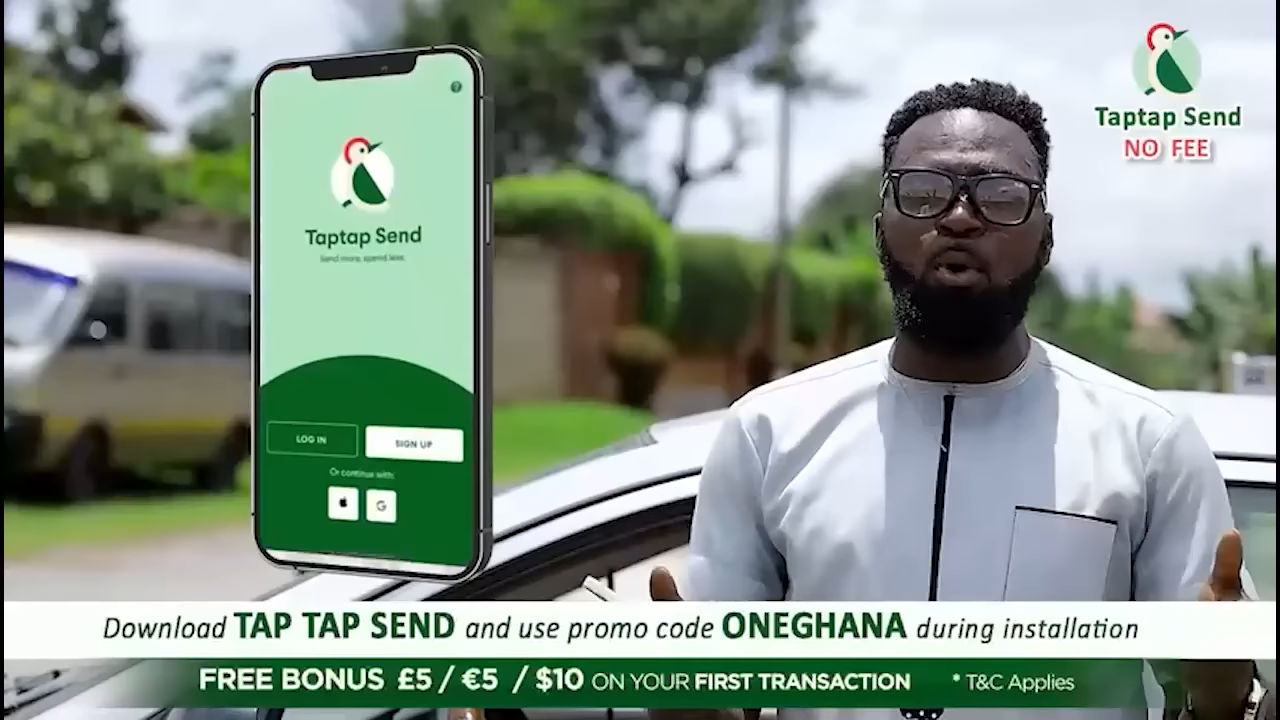 Taptap Send
NO FEE
Taptap Send
Send more, spend less.
LOG IN
SIGN UP
Or continue with:
G
Download TAP TAP SEND and use promo code ONEGHANA during installation
FREE BONUS £5 / €5 / $10 ON YOUR FIRST TRANSACTION * T&C Applies